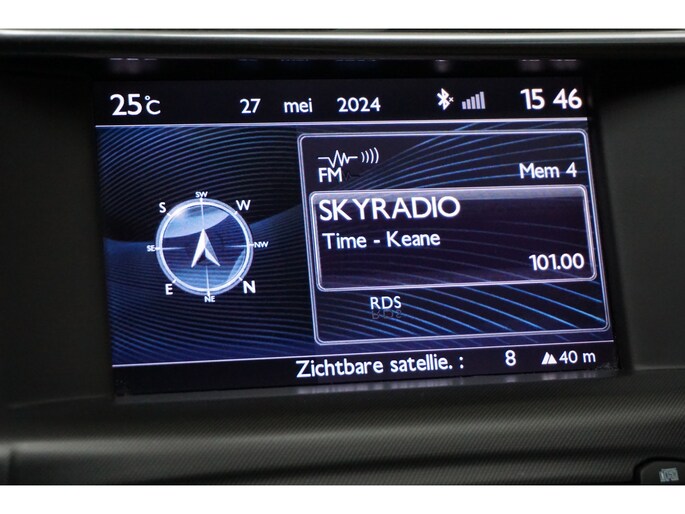 25°C 27 mei 2024 15 46
FM Mem 4
SKYRADIO
Time - Keane
101.00
RDS
SW
S W
SE NW
E N
NE
Zichtbare satellie. : 8 40 m